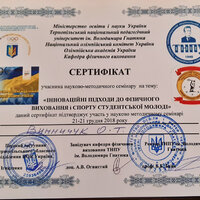 Міністерство освіти і науки України
Тернопільський національний педагогічний
університет ім. Володимира Гнатюка
Національний олімпійський комітет України
Олімпійська академія України
Кафедра фізичного виховання
ТНПУ
СЕРТИФІКАТ
учасника науково-методичного семінару на тему:
«ІННОВАЦІЙНІ ПІДХОДИ ДО ФІЗИЧНОГО
ВИХОВАННЯ І СПОРТУ СТУДЕНТСЬКОЇ МОЛОДІ»
даний сертифікат підтверджує участь у науково методичному семінарі
21-21 грудня 2018 року
Винничук О. Т.
Завідувач кафедри фізичного
виховання ТНПУ
ім. Володимира Гнатюка
доц. А.В. Огнистий